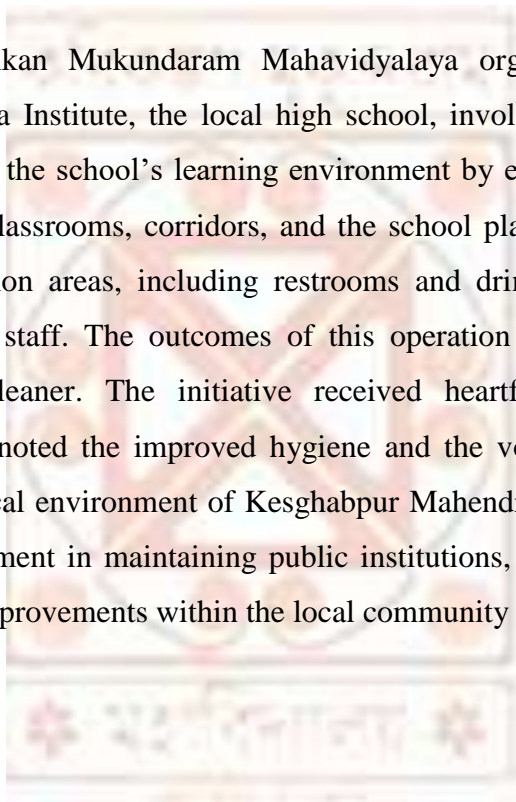 kan Mukundaram Mahavidyalaya org
a Institute, the local high school, invol
the school's learning environment by e
lassrooms, corridors, and the school pla
ion areas, including restrooms and drin
staff. The outcomes of this operation
leaner. The initiative received heartf
noted the improved hygiene and the v
cal environment of Kesghabpur Mahend
ment in maintaining public institutions,
provements within the local community